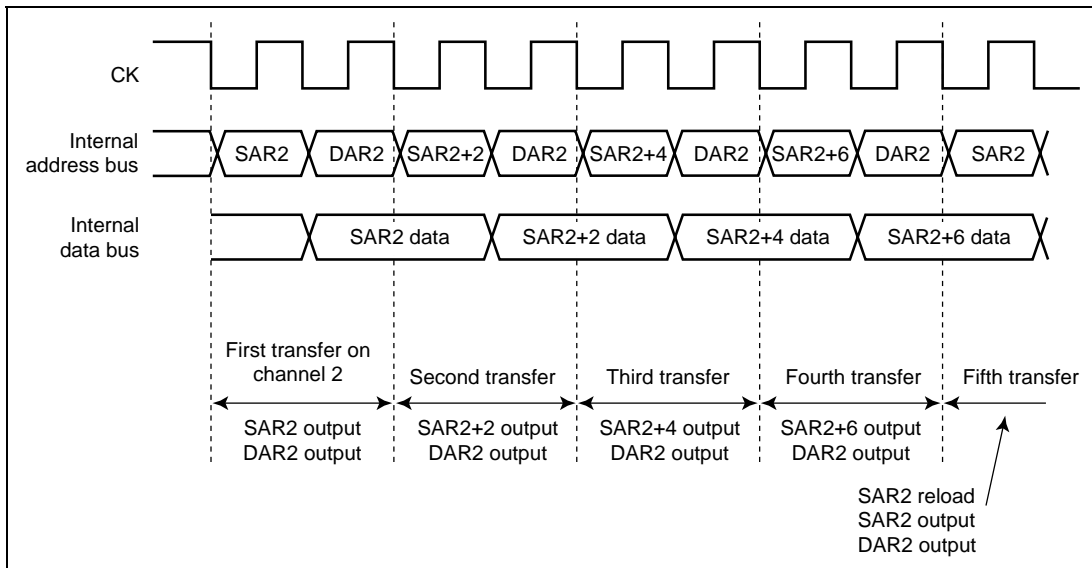 CK
Internal
address bus
SAR2 DAR2 SAR2+2 DAR2 SAR2+4 DAR2 SAR2+6 DAR2 SAR2
Internal
data bus
SAR2 data SAR2+2 data SAR2+4 data SAR2+6 data
First transfer on
channel 2
Second transfer
Third transfer
Fourth transfer
Fifth transfer
SAR2 output
DAR2 output
SAR2+2 output
DAR2 output
SAR2+4 output
DAR2 output
SAR2+6 output
DAR2 output
SAR2 reload
SAR2 output
DAR2 output